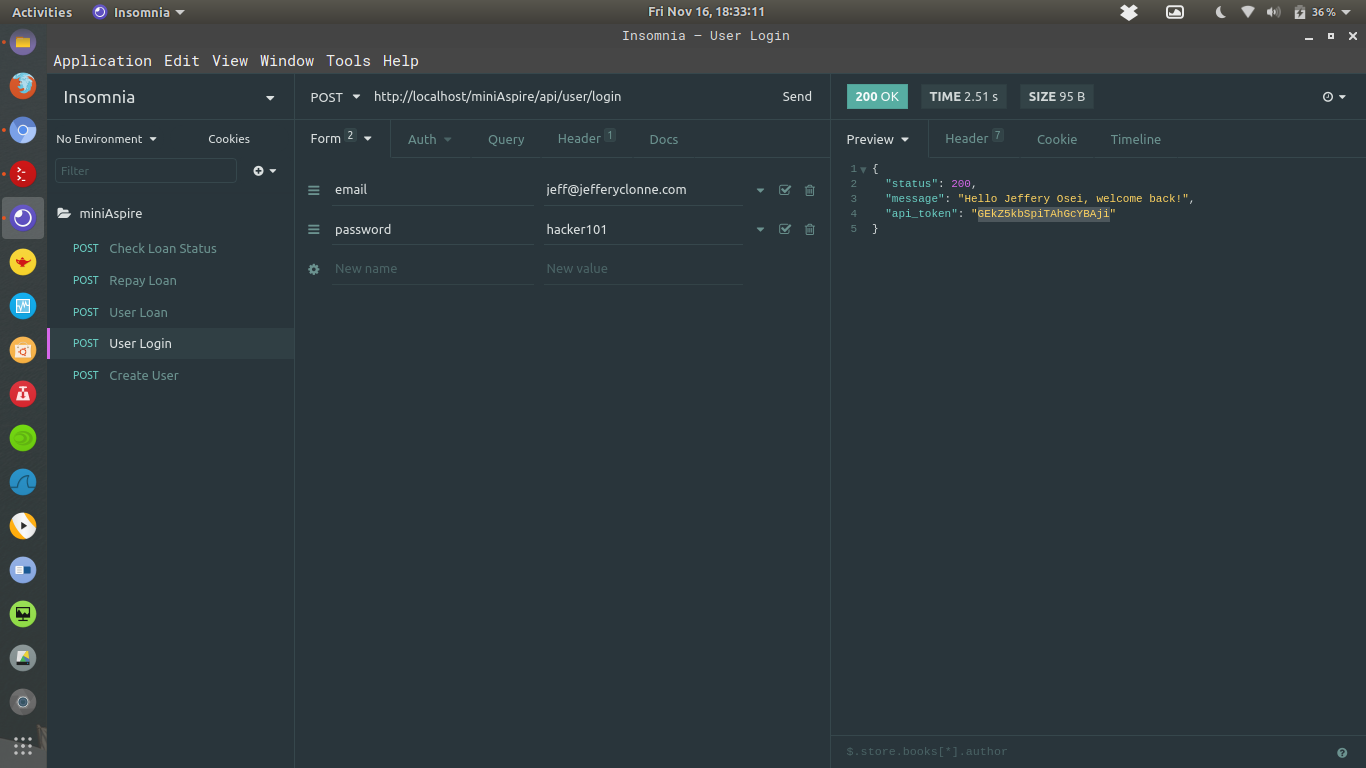 Activities Insomnia Fri Nov 16, 18:33:11 36%
Insomnia – User Login
Application Edit View Window Tools Help
Insomnia
POST http://localhost/miniAspire/api/user/login Send
200 OK TIME 2.51 s SIZE 95 B
No Environment Cookies
Form 2 Auth Query Header 1 Docs
Preview Header 7 Cookie Timeline
Filter
miniAspire
POST Check Loan Status
POST Repay Loan
POST User Loan
POST User Login
POST Create User
email jeff@jefferyclonne.com
password hacker101
New name New value
1 {
2 "status": 200,
3 "message": "Hello Jeffery Osei, welcome back!",
4 "api_token": "GEkZ5kbSpiTAhGcYBAji"
5 }
$.store.books[*].author